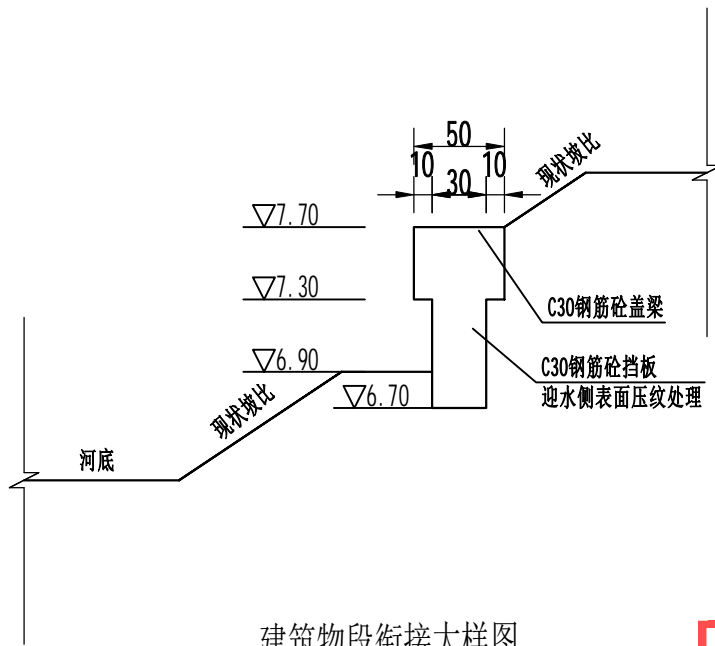 50
10
30
10
现状坡比
▽7.70
▽7.30
C30钢筋砼盖梁
▽6.90
C30钢筋砼挡板
迎水侧表面压纹处理
▽6.70
现状坡比
河底
建筑物段衔接大样图